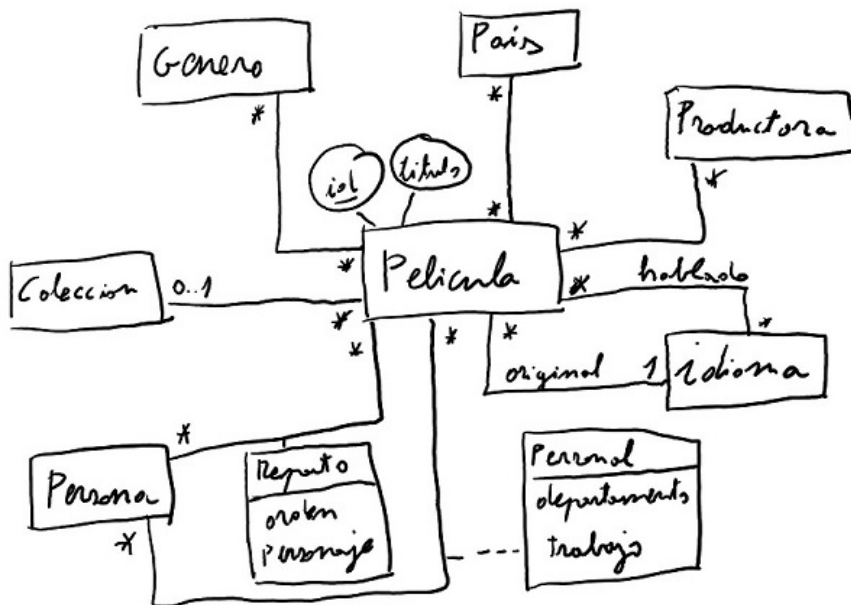 Genero
*
Pais
*
Productora
*
id
titulo
*
*
*
Pelicula
hablado
*
*
Coleccion
0..1
*
*
*
*
original
1
idioma
*
Persona
*
Reparto
orden
Personaje
Personal
departamento
trabajo